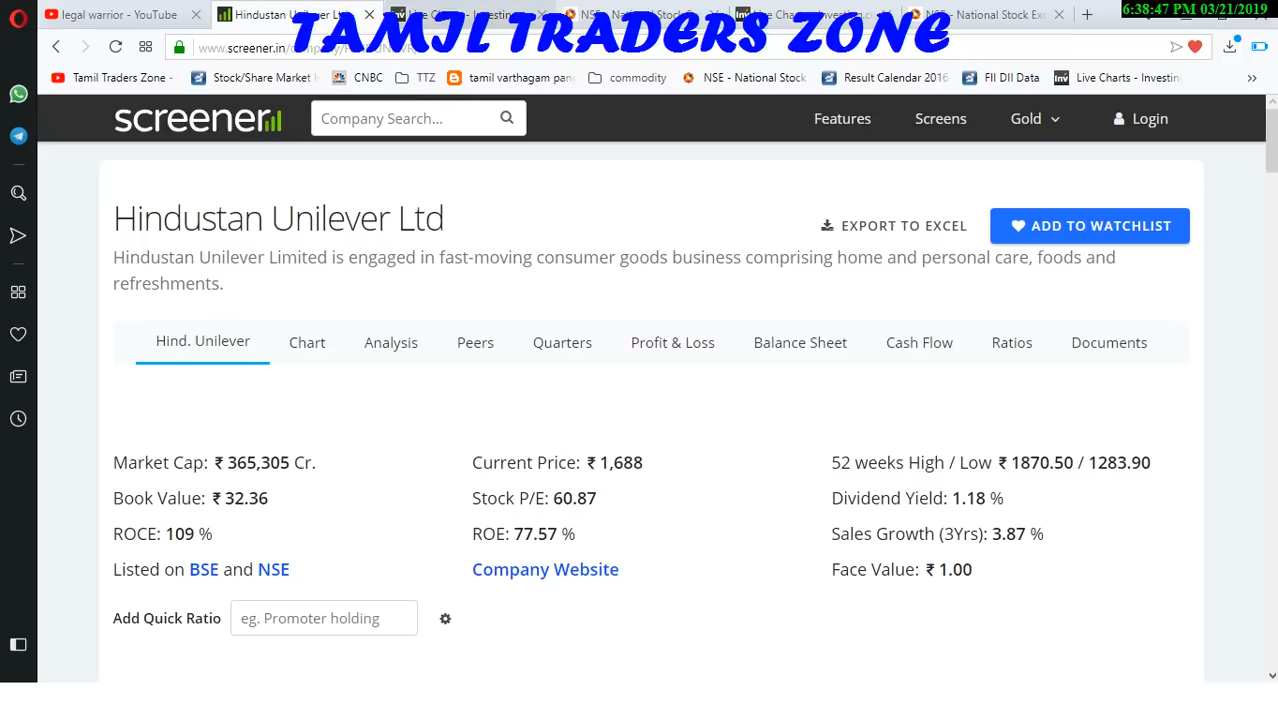 6:38:47 PM 03/21/2019
legal warrior - YouTube
Hindustan Unilever Lt
TAMIL TRADERS ZONE
www.screener.in/
Tamil Traders Zone -
Stock/Share Market
CNBC
TTZ
tamil varthagam pang
commodity
NSE - National Stock
Result Calendar 2016
FII DII Data
Inv Live Charts - Investin
screener
Company Search...
Features
Screens
Gold
Login
Hindustan Unilever Ltd
EXPORT TO EXCEL
ADD TO WATCHLIST
Hindustan Unilever Limited is engaged in fast-moving consumer goods business comprising home and personal care, foods and
refreshments.
Hind. Unilever
Chart
Analysis
Peers
Quarters
Profit & Loss
Balance Sheet
Cash Flow
Ratios
Documents
Market Cap: ₹ 365,305 Cr.
Current Price: ₹ 1,688
52 weeks High / Low ₹ 1870.50 / 1283.90
Book Value: ₹ 32.36
Stock P/E: 60.87
Dividend Yield: 1.18 %
ROCE: 109 %
ROE: 77.57 %
Sales Growth (3Yrs): 3.87 %
Listed on BSE and NSE
Company Website
Face Value: ₹ 1.00
Add Quick Ratio
eg. Promoter holding